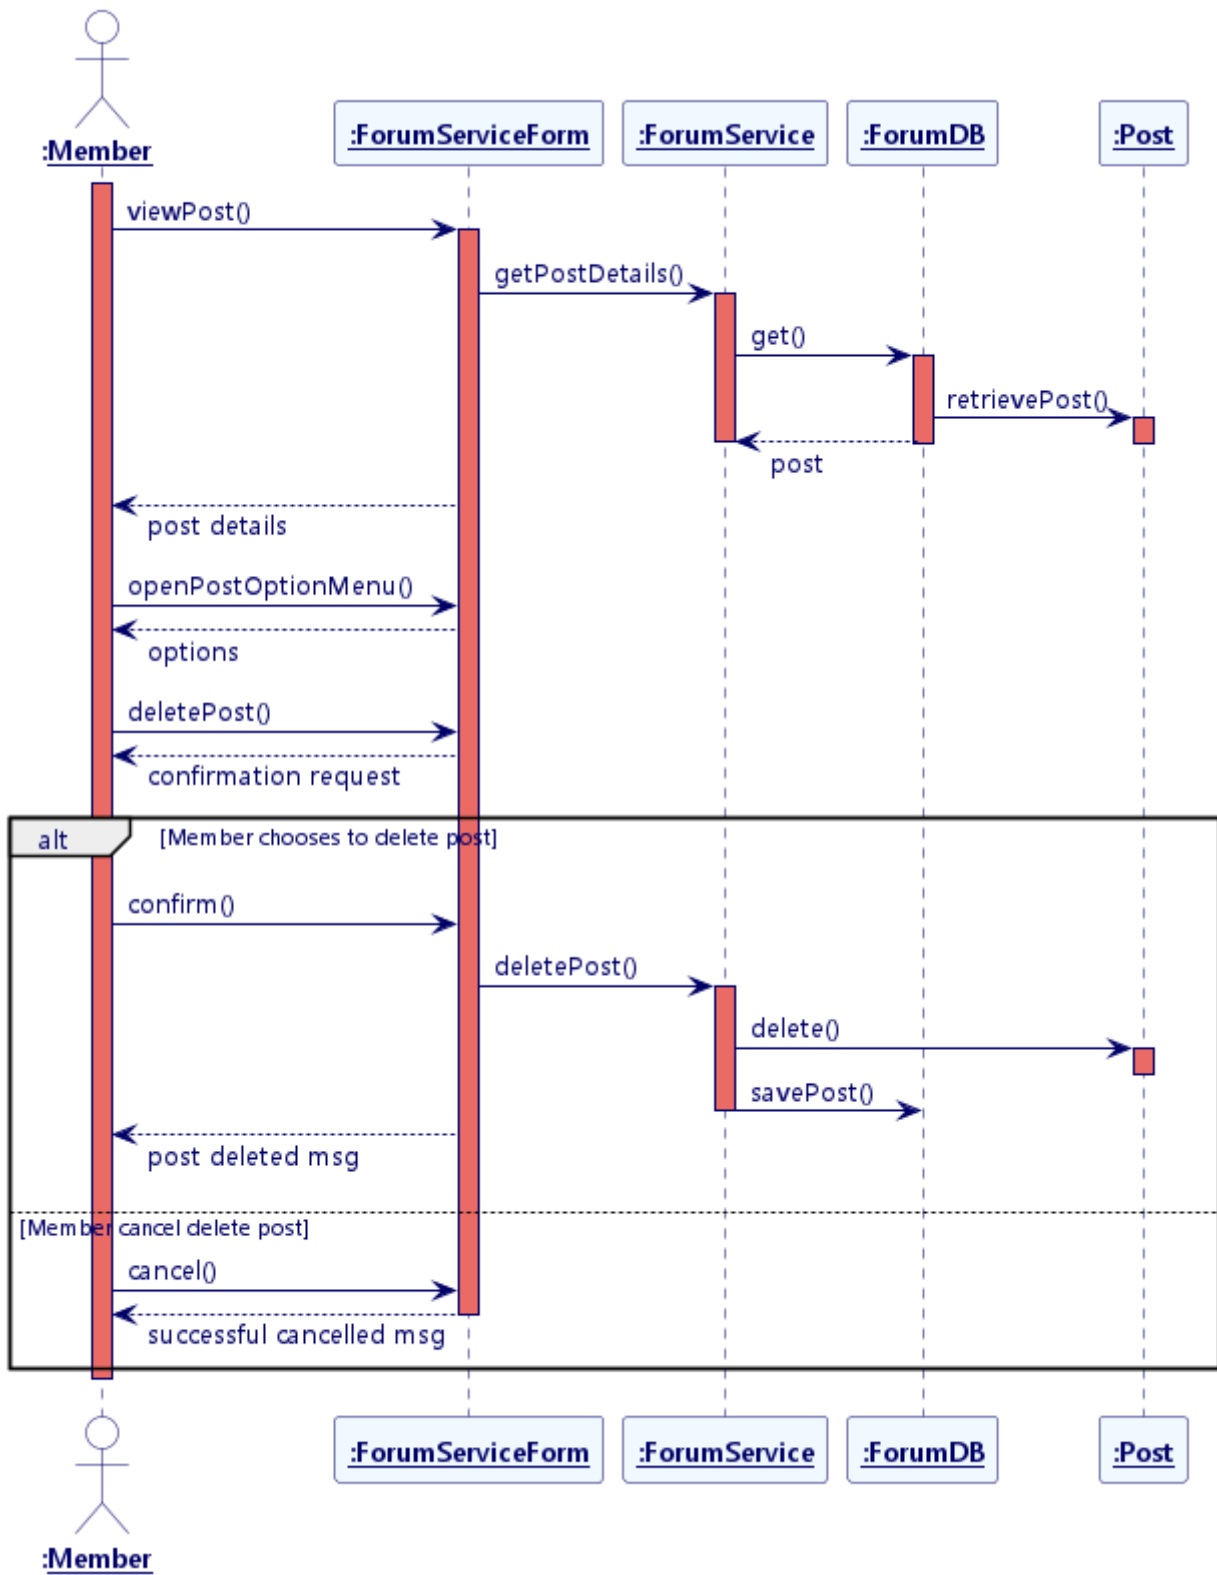 :Member
:ForumServiceForm
:ForumService
:ForumDB
:Post
viewPost()
getPostDetails()
get()
retrievePost()
post
post details
openPostOptionMenu()
options
deletePost()
confirmation request
alt
[Member chooses to delete post]
confirm()
deletePost()
delete()
savePost()
post deleted msg
[Member cancel delete post]
cancel()
successful cancelled msg
:ForumServiceForm
:ForumService
:ForumDB
:Post
:Member